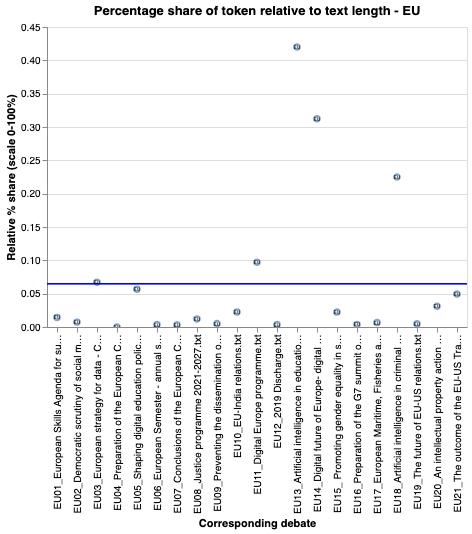 Percentage share of token relative to text length - EU
Relative % share (scale 0-100%)
0.45
0.40
0.35
0.30
0.25
0.20
0.15
0.10
0.05
0.00
EU01_European Skills Agenda for su...
EU02_Democratic scrutiny of social m...
EU03_European strategy for data - C...
EU04_Preparation of the European C...
EU05_Shaping digital education polic...
EU06_European Semester - annual s...
EU07_Conclusions of the European C...
EU08_Justice programme 2021-2027.txt
EU09_Preventing the dissemination o...
EU10_EU-India relations.txt
EU11_Digital Europe programme.txt
EU12_2019 Discharge.txt
EU13_Artificial intelligence in educatio...
EU14_Digital future of Europe- digital ...
EU15_ Promoting gender equality in s...
EU16_Preparation of the G7 summit o...
EU17_European Maritime, Fisheries a...
EU18_Artificial intelligence in criminal ...
EU19_The future of EU-US relations.txt
EU20_An intellectual property action ...
EU21_The outcome of the EU-US Tra...
Corresponding debate